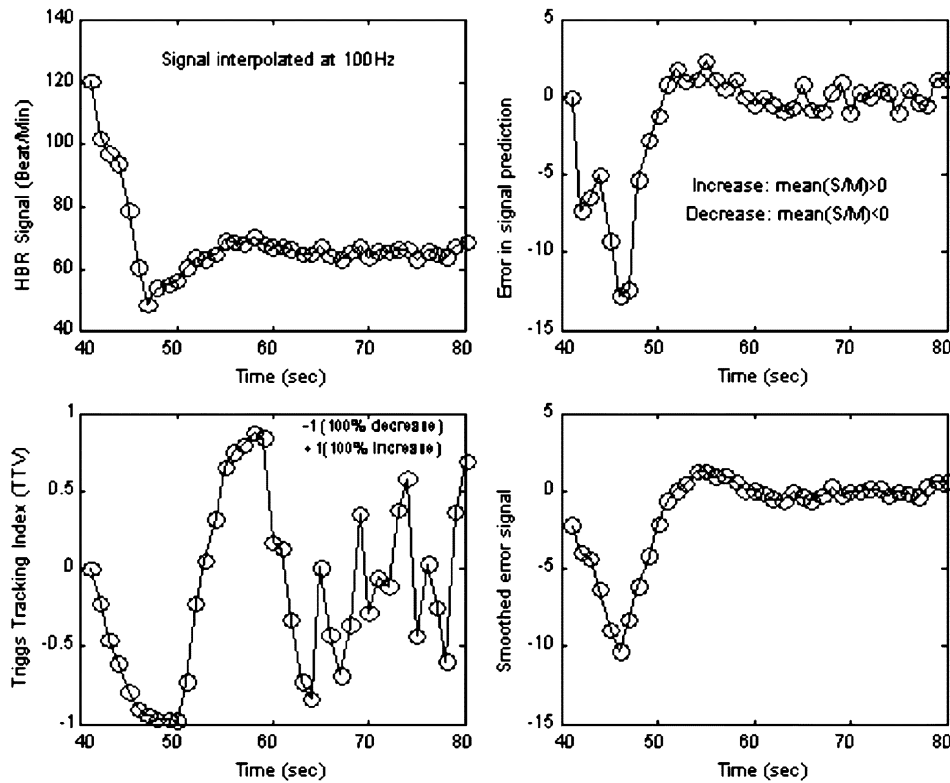 140
120
100
80
60
40
HBR Signal (Beat/Min)
Signal interpolated at 100Hz
40 50 60 70 80
Time (sec)
5
0
-5
-10
-15
Error in signal prediction
Increase: mean(S/M)>0
Decrease: mean(S/M)<0
40 50 60 70 80
Time (sec)
1
0.5
0
-0.5
-1
Triggs Tracking Index (TTV)
-1(100% decrease)
+1(100% increase)
40 50 60 70 80
Time (sec)
5
0
-5
-10
-15
Smoothed error signal
40 50 60 70 80
Time (sec)